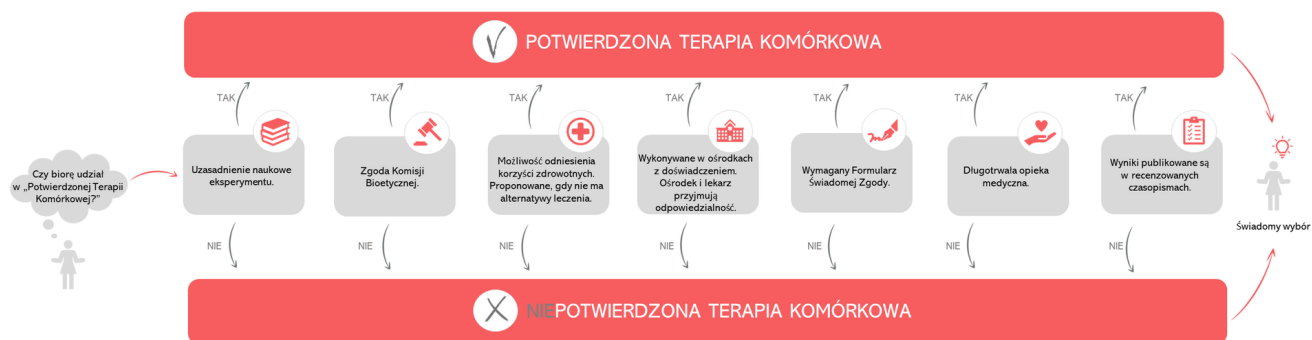 POTWIERDZONA TERAPIA KOMÓRKOWA
TAK
TAK
TAK
TAK
TAK
TAK
TAK
Czy biorę udział
w „Potwierdzonej Terapii
Komórkowej?”
Uzasadnienie naukowe
eksperymentu.
Zgoda Komisji
Bioetycznej.
Możliwość odniesienia
korzyści zdrowotnych.
Proponowane, gdy nie ma
alternatywy leczenia.
Wykonywane w ośrodkach
z doświadczeniem.
Ośrodek i lekarz
przyjmują
odpowiedzialność.
Wymagany Formularz
Świadomej Zgody.
Długotrwała opieka
medyczna.
Wyniki publikowane są
w recenzowanych
czasopismach.
Świadomy wybór
NIE
NIE
NIE
NIE
NIE
NIE
NIE
NIEPOTWIERDZONA TERAPIA KOMÓRKOWA